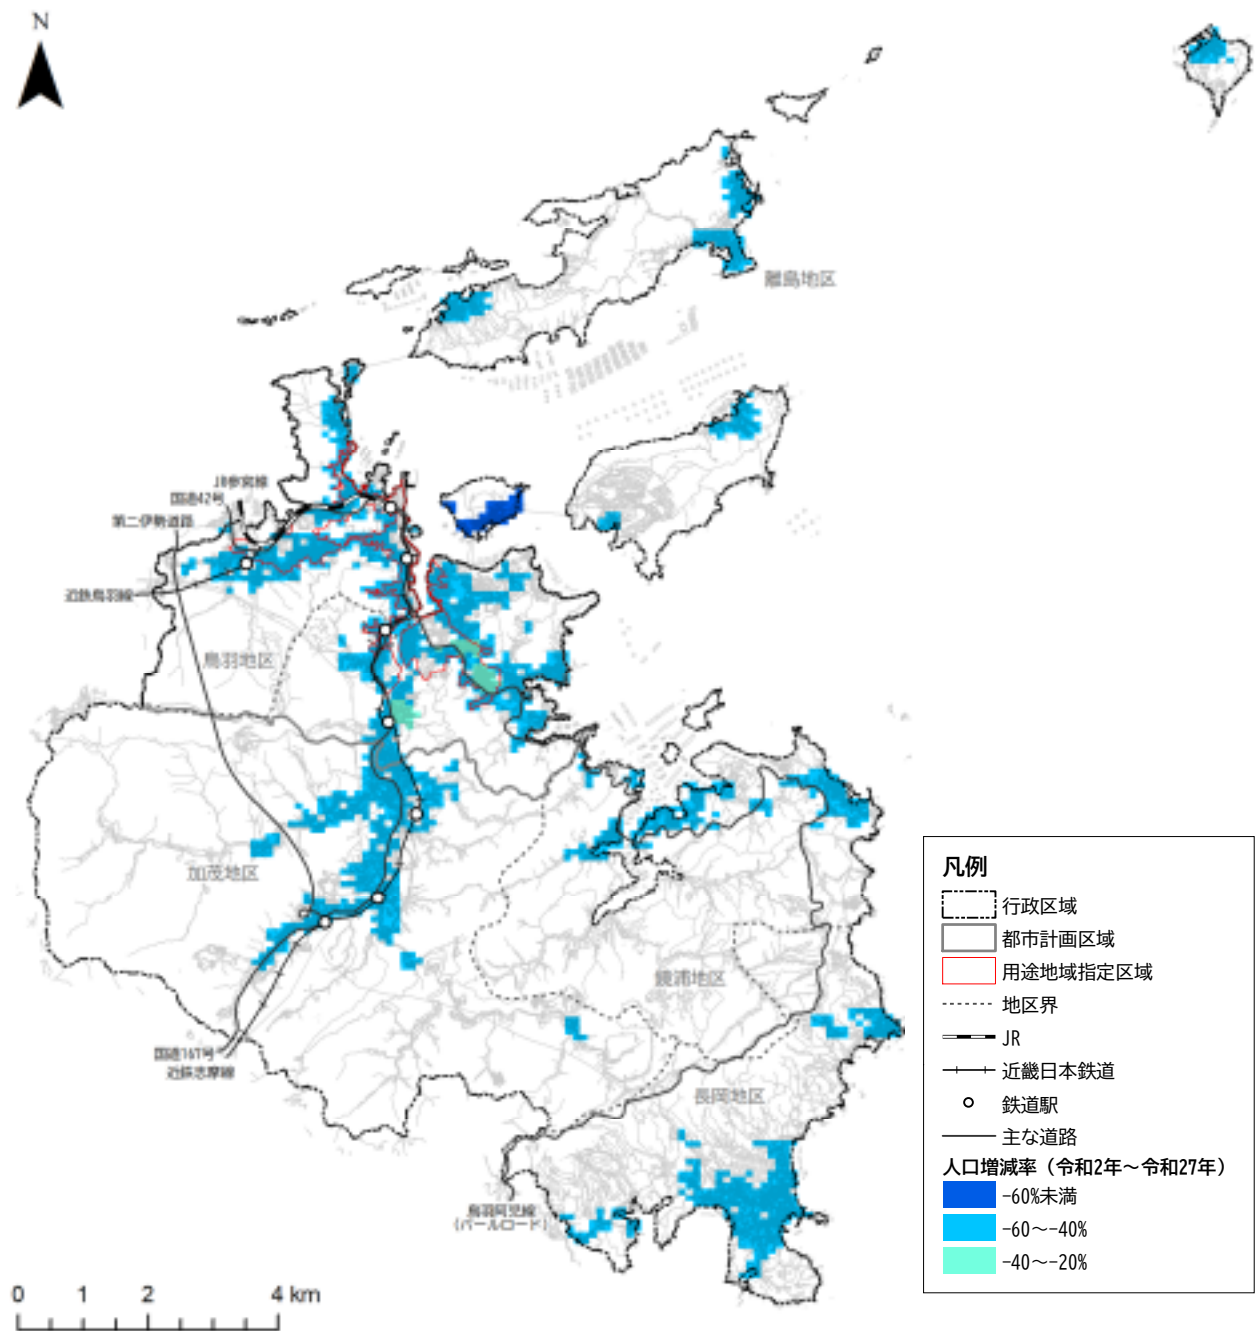 N
離島地区
JR参宮線
国道42号
第二伊勢道路
近鉄鳥羽線
鳥羽地区
加茂地区
鏡浦地区
国道167号
近鉄志摩線
長岡地区
鳥羽阿児線
(パールロード)
凡例
行政区域
都市計画区域
用途地域指定区域
地区界
JR
近畿日本鉄道
鉄道駅
主な道路
人口増減率（令和2年～令和27年）
-60%未満
-60～-40%
-40～-20%
0 1 2 4 km